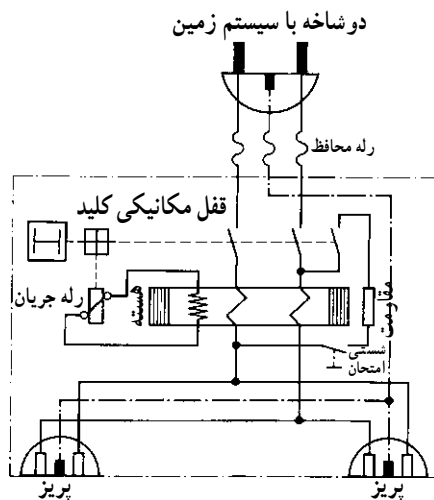 دوشاخه با سیستم زمین
رله محافظ
قفل مکانیکی کلید
رله جریان
هسته
مقاومت
شستی
امتحان
پریز
پریز